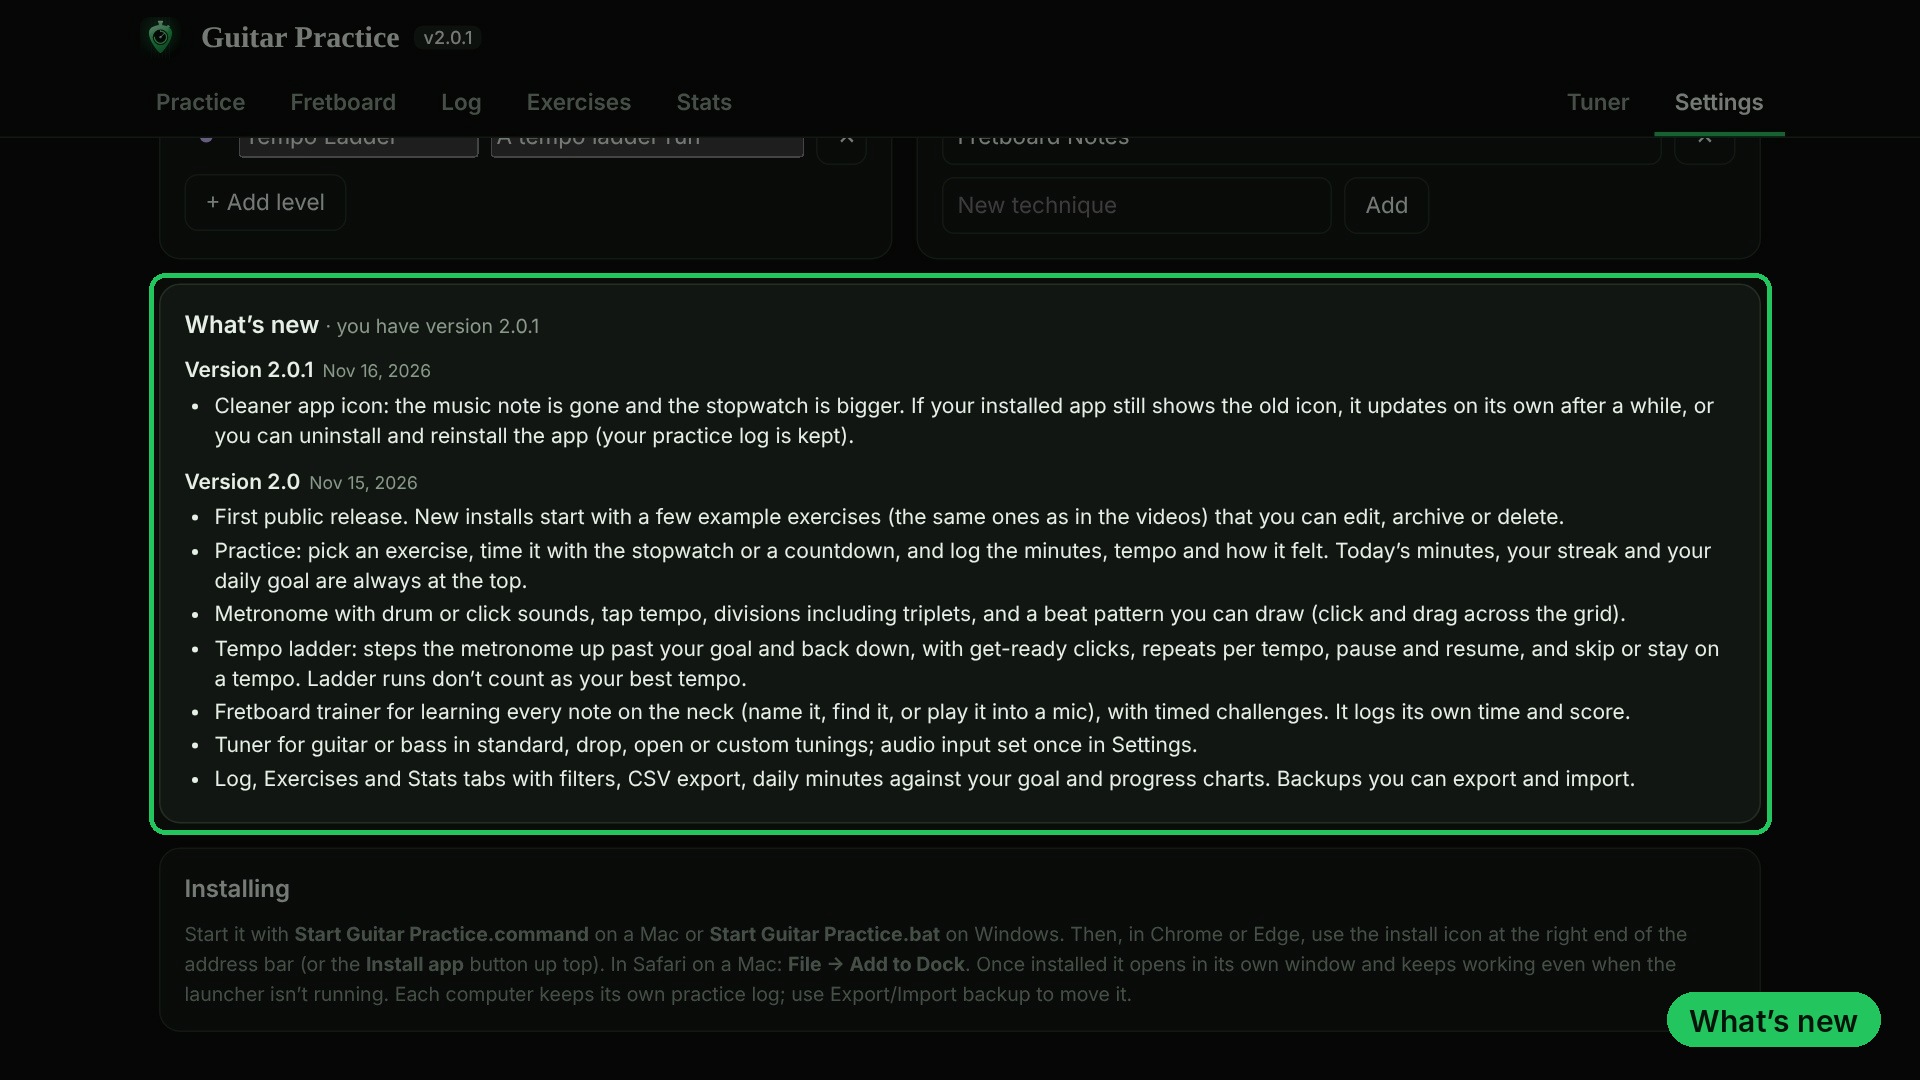 Guitar Practice v2.0.1
Practice Fretboard Log Exercises Stats Tuner Settings
Tempo Ladder A tempo ladder run Fretboard Notes
+ Add level
New technique Add
What's new · you have version 2.0.1
Version 2.0.1 Nov 16, 2026
• Cleaner app icon: the music note is gone and the stopwatch is bigger. If your installed app still shows the old icon, it updates on its own after a while, or
you can uninstall and reinstall the app (your practice log is kept).
Version 2.0 Nov 15, 2026
• First public release. New installs start with a few example exercises (the same ones as in the videos) that you can edit, archive or delete.
• Practice: pick an exercise, time it with the stopwatch or a countdown, and log the minutes, tempo and how it felt. Today's minutes, your streak and your
daily goal are always at the top.
• Metronome with drum or click sounds, tap tempo, divisions including triplets, and a beat pattern you can draw (click and drag across the grid).
• Tempo ladder: steps the metronome up past your goal and back down, with get-ready clicks, repeats per tempo, pause and resume, and skip or stay on
a tempo. Ladder runs don't count as your best tempo.
• Fretboard trainer for learning every note on the neck (name it, find it, or play it into a mic), with timed challenges. It logs its own time and score.
• Tuner for guitar or bass in standard, drop, open or custom tunings; audio input set once in Settings.
• Log, Exercises and Stats tabs with filters, CSV export, daily minutes against your goal and progress charts. Backups you can export and import.
Installing
Start it with Start Guitar Practice.command on a Mac or Start Guitar Practice.bat on Windows. Then, in Chrome or Edge, use the install icon at the right end of the
address bar (or the Install app button up top). In Safari on a Mac: File → Add to Dock. Once installed it opens in its own window and keeps working even when the
launcher isn't running. Each computer keeps its own practice log; use Export/Import backup to move it.
What's new